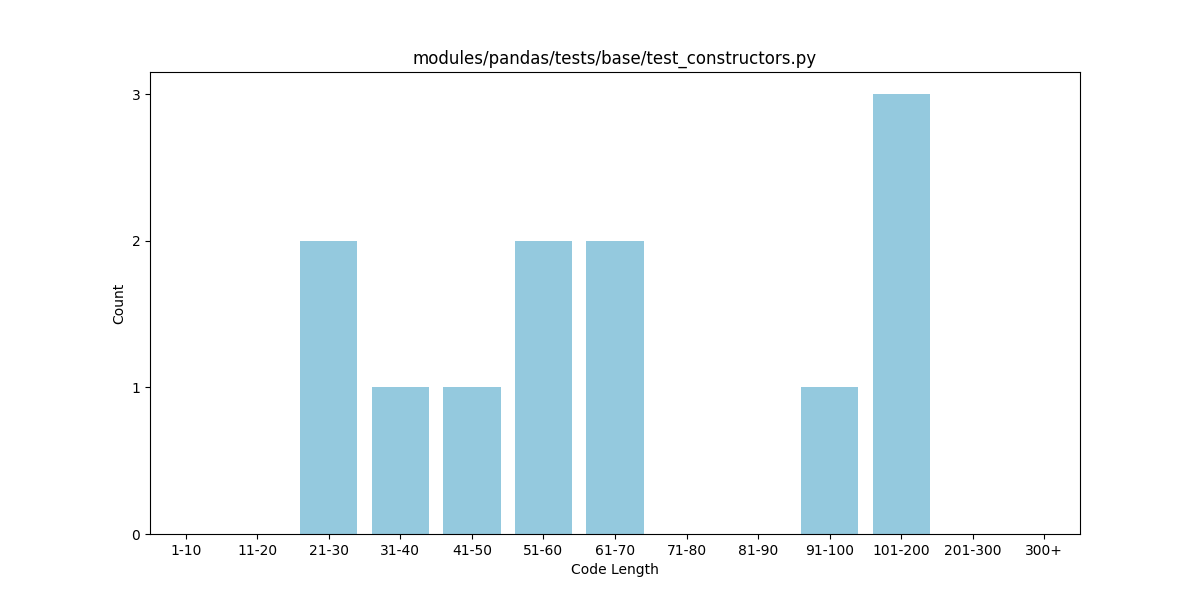 modules/pandas/tests/base/test_constructors.py
3
2
1
0
Count
1-10 11-20 21-30 31-40 41-50 51-60 61-70 71-80 81-90 91-100 101-200 201-300 300+
Code Length